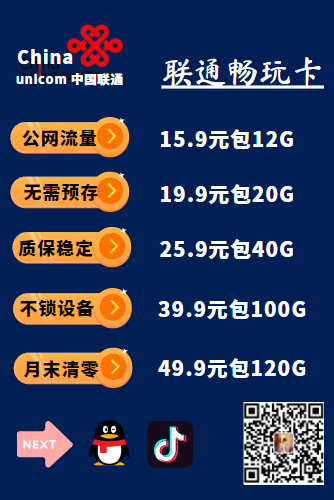 China
unicom 中国联通
联通畅玩卡
公网流量
15.9元包12G
无需预存
19.9元包20G
质保稳定
25.9元包40G
不锁设备
39.9元包100G
月末清零
49.9元包120G
NEXT